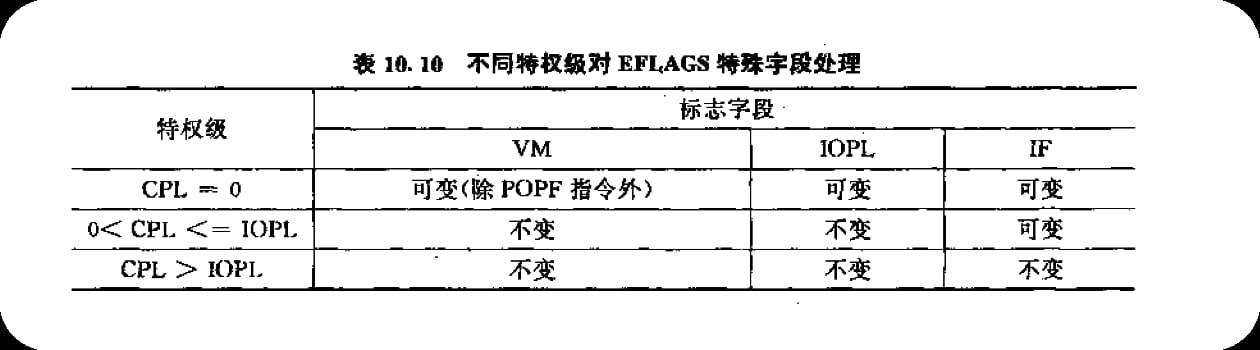 表 10.10 不同特权级对 EFLAGS 特殊字段处理
特权级 标志字段
VM IOPL IF
CPL = 0 可变(除 POPF 指令外) 可变 可变
0< CPL <= IOPL 不变 不变 可变
CPL > IOPL 不变 不变 不变